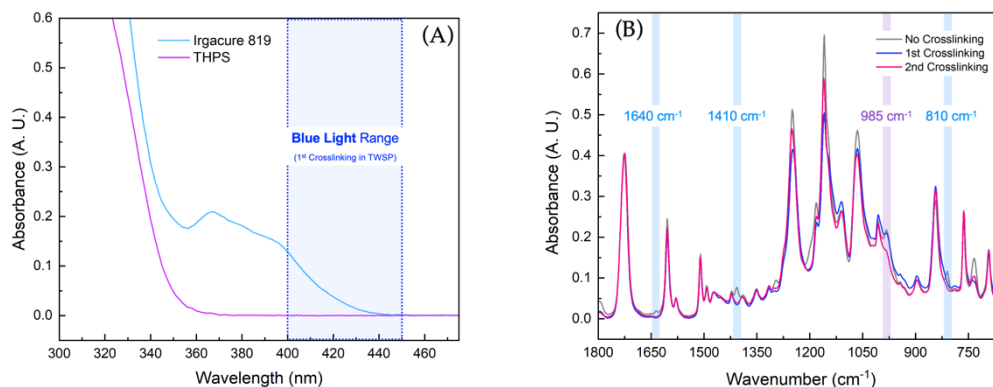 (A)
Irgacure 819
THPS
Blue Light Range
(1st Crosslinking in TWSP)
Absorbance (A. U.)
0.6
0.5
0.4
0.3
0.2
0.1
0.0
300 320 340 360 380 400 420 440 460
Wavelength (nm)
(B)
No Crosslinking
1st Crosslinking
2nd Crosslinking
1640 cm⁻¹ 1410 cm⁻¹ 985 cm⁻¹ 810 cm⁻¹
Absorbance (A. U.)
0.7
0.6
0.5
0.4
0.3
0.2
0.1
0.0
1800 1650 1500 1350 1200 1050 900 750
Wavenumber (cm⁻¹)